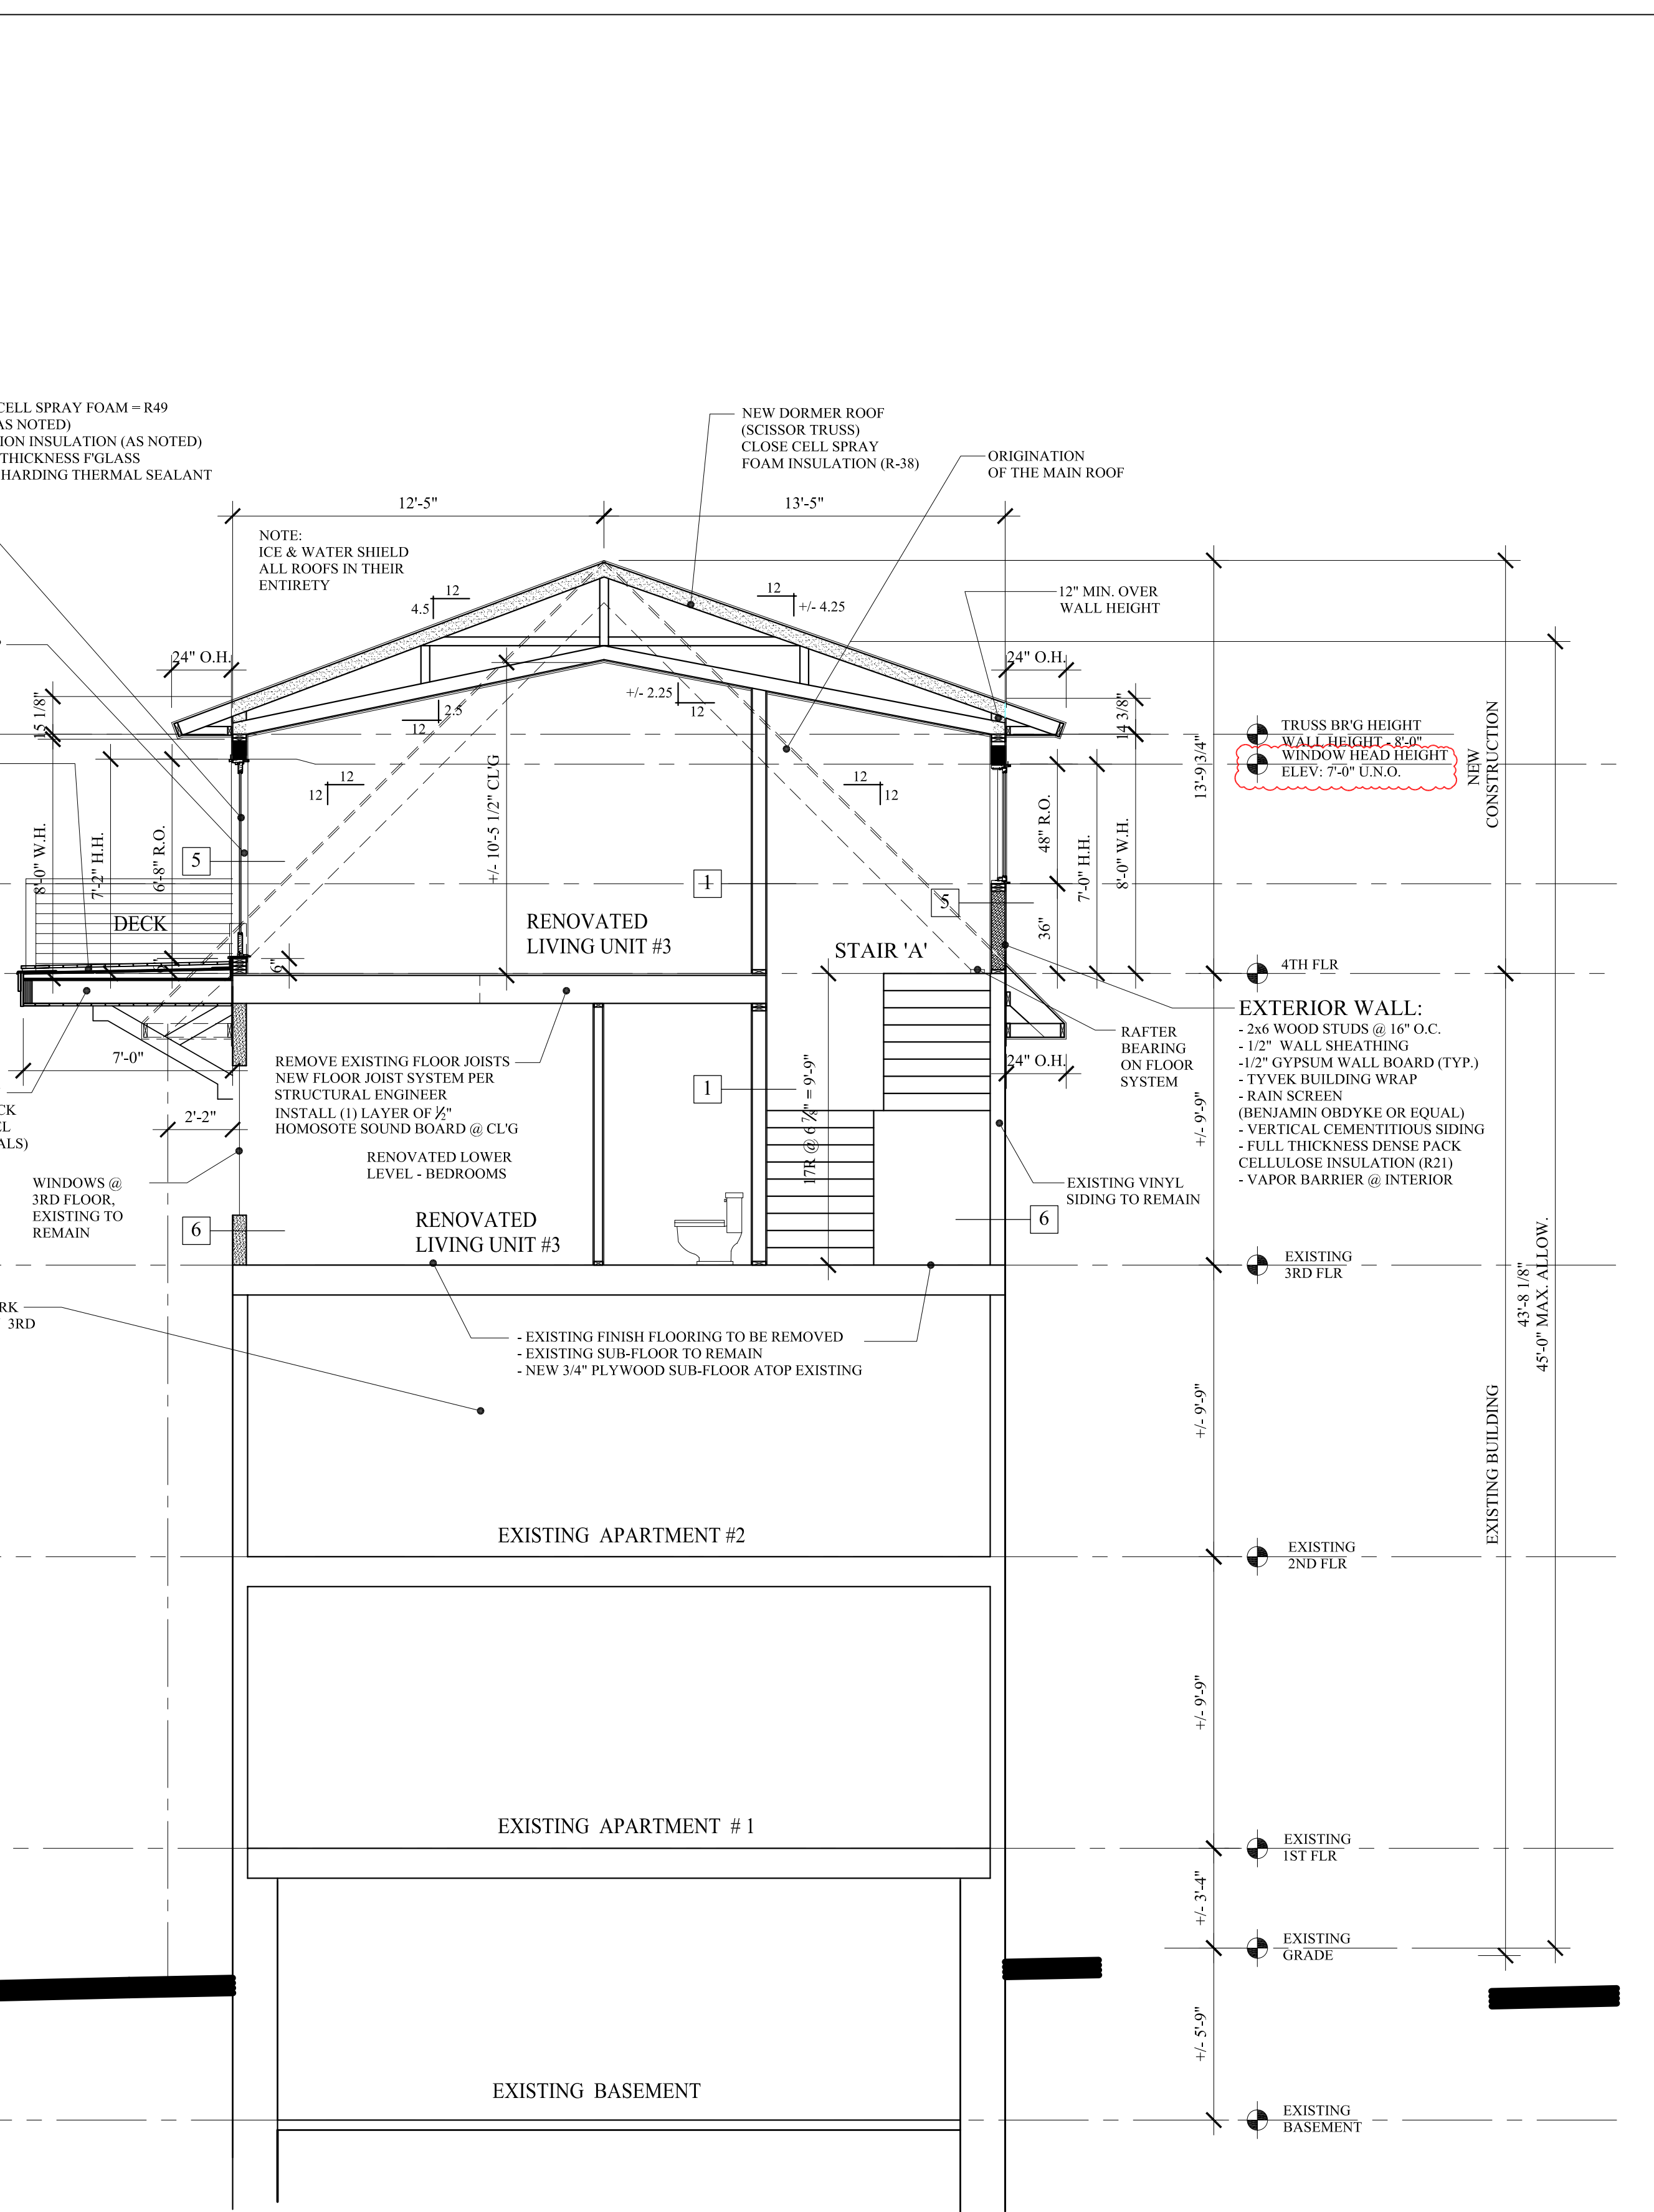 CELL SPRAY FOAM = R49
AS NOTED)
ION INSULATION (AS NOTED)
THICKNESS F'GLASS
HARDING THERMAL SEALANT
NEW DORMER ROOF
(SCISSOR TRUSS)
CLOSE CELL SPRAY
FOAM INSULATION (R-38)
ORIGINATION
OF THE MAIN ROOF
12'-5"
13'-5"
NOTE:
ICE & WATER SHIELD
ALL ROOFS IN THEIR
ENTIRETY
12
4.5
12
+/- 4.25
12" MIN. OVER
WALL HEIGHT
24" O.H.
24" O.H.
15 1/8"
14 3/8"
2.5
12
+/- 2.25
12
TRUSS BR'G HEIGHT
WALL HEIGHT - 8'-0"
WINDOW HEAD HEIGHT
ELEV: 7'-0" U.N.O.
NEW
CONSTRUCTION
13'-9 3/4"
12
12
12
12
+/- 10'-5 1/2" CL'G
8'-0" W.H.
7'-2" H.H.
6'-8" R.O.
48" R.O.
7'-0" H.H.
8'-0" W.H.
36"
5
1
5
DECK
RENOVATED
LIVING UNIT #3
STAIR 'A'
6"
6"
4TH FLR
EXTERIOR WALL:
- 2x6 WOOD STUDS @ 16" O.C.
- 1/2" WALL SHEATHING
-1/2" GYPSUM WALL BOARD (TYP.)
- TYVEK BUILDING WRAP
- RAIN SCREEN
(BENJAMIN OBDYKE OR EQUAL)
- VERTICAL CEMENTITIOUS SIDING
- FULL THICKNESS DENSE PACK
CELLULOSE INSULATION (R21)
- VAPOR BARRIER @ INTERIOR
RAFTER
BEARING
ON FLOOR
SYSTEM
24" O.H.
7'-0"
2'-2"
REMOVE EXISTING FLOOR JOISTS
NEW FLOOR JOIST SYSTEM PER
STRUCTURAL ENGINEER
INSTALL (1) LAYER OF ½"
HOMOSOTE SOUND BOARD @ CL'G
1
17R @ 6 ⅞" = 9'-9"
+/- 9'-9"
CK
EL
ALS)
RENOVATED LOWER
LEVEL - BEDROOMS
WINDOWS @
3RD FLOOR,
EXISTING TO
REMAIN
EXISTING VINYL
SIDING TO REMAIN
6
RENOVATED
LIVING UNIT #3
6
EXISTING
3RD FLR
RK
3RD
- EXISTING FINISH FLOORING TO BE REMOVED
- EXISTING SUB-FLOOR TO REMAIN
- NEW 3/4" PLYWOOD SUB-FLOOR ATOP EXISTING
43'-8 1/8"
45'-0" MAX. ALLOW.
+/- 9'-9"
EXISTING BUILDING
EXISTING APARTMENT #2
EXISTING
2ND FLR
+/- 9'-9"
EXISTING APARTMENT # 1
EXISTING
1ST FLR
+/- 3'-4"
EXISTING
GRADE
+/- 5'-9"
EXISTING BASEMENT
EXISTING
BASEMENT